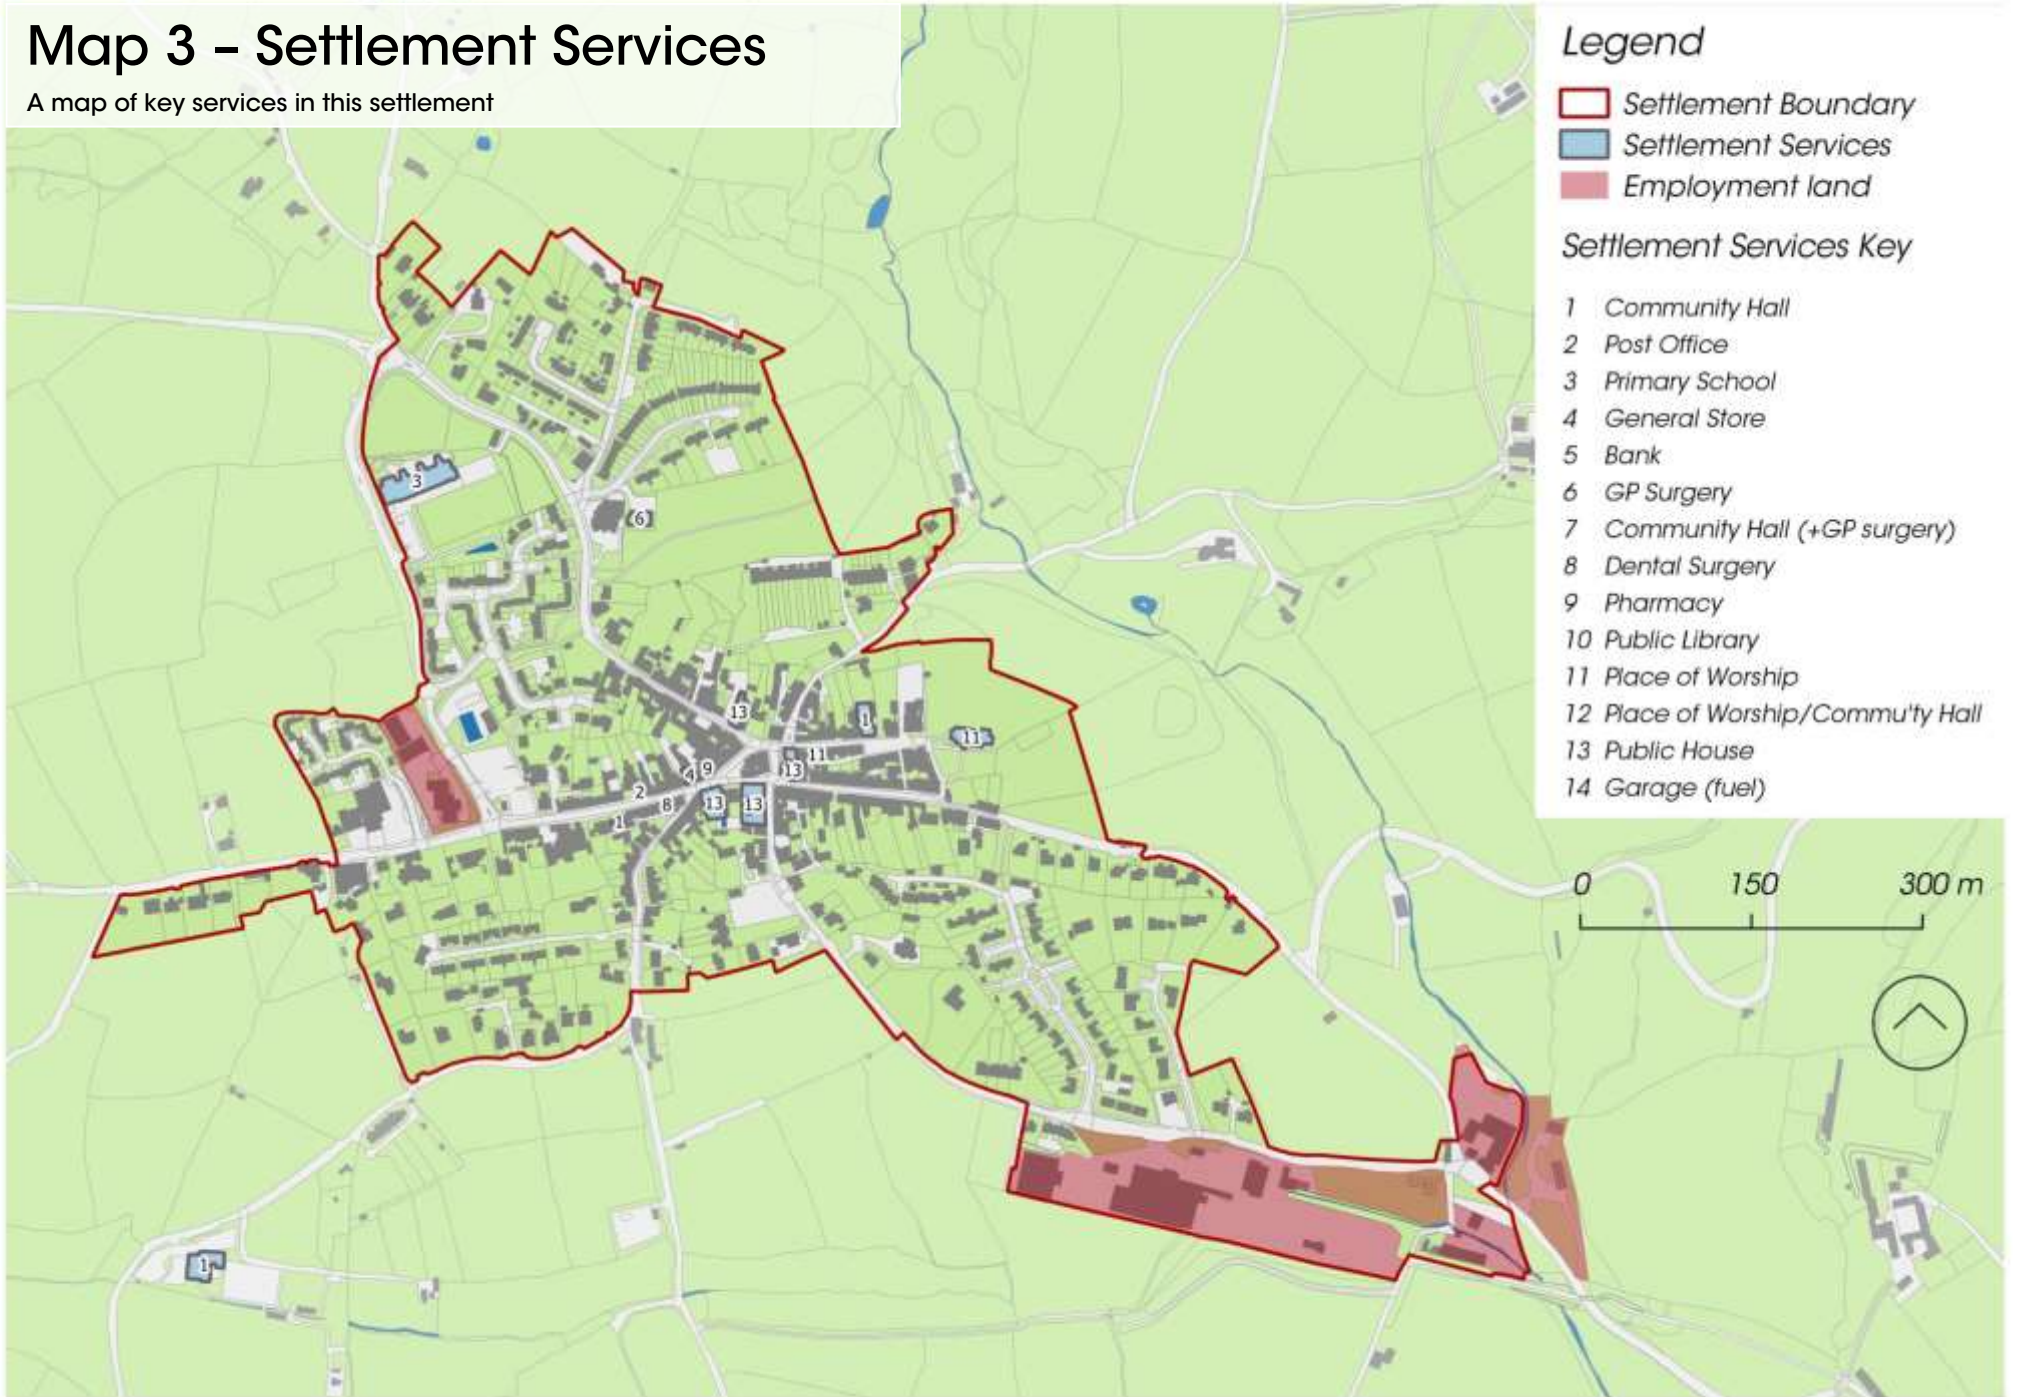 Map 3 – Settlement Services
A map of key services in this settlement
Legend
Settlement Boundary
Settlement Services
Employment land
Settlement Services Key
1 Community Hall
2 Post Office
3 Primary School
4 General Store
5 Bank
6 GP Surgery
7 Community Hall (+GP surgery)
8 Dental Surgery
9 Pharmacy
10 Public Library
11 Place of Worship
12 Place of Worship/Commu'ty Hall
13 Public House
14 Garage (fuel)
0 150 300 m
3
6
13
1
11
11
13
4 9
2
8
13
13
1
1